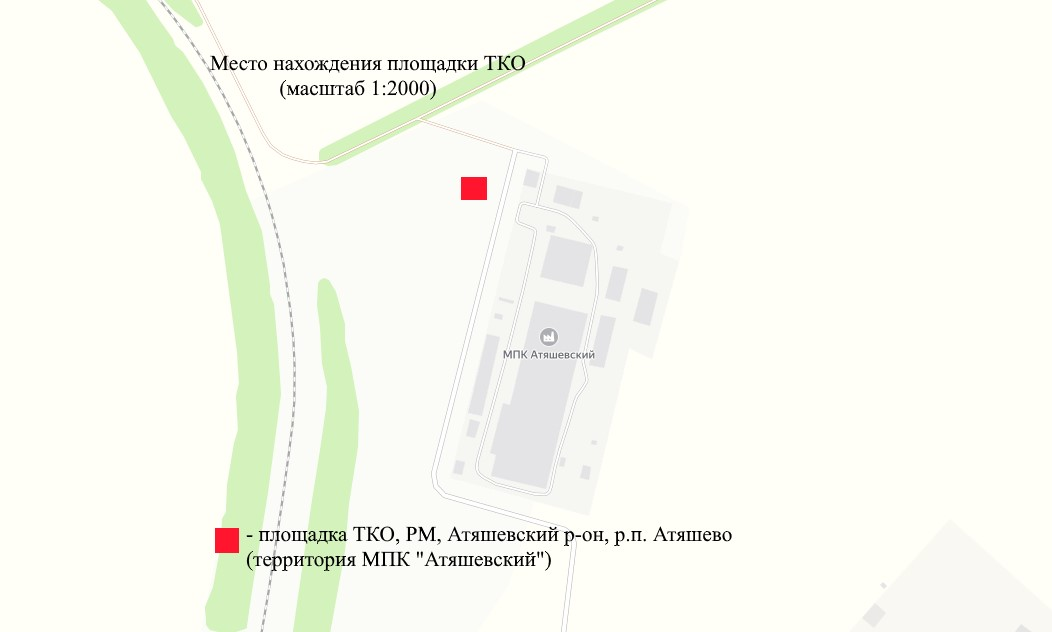 Место нахождения площадки ТКО
(масштаб 1:2000)
МПК Атяшевский
- площадка ТКО, РМ, Атяшевский р-он, р.п. Атяшево
(территория МПК "Атяшевский")